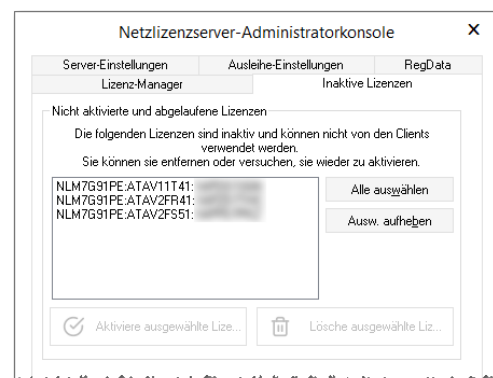 Netzlizenzserver-Administratorkonsole
Server-Einstellungen Ausleihe-Einstellungen RegData
Lizenz-Manager Inaktive Lizenzen
Nicht aktivierte und abgelaufene Lizenzen
Die folgenden Lizenzen sind inaktiv und können nicht von den Clients
verwendet werden.
Sie können sie entfernen oder versuchen, sie wieder zu aktivieren.
NLM7G91PE:ATAV11T41:
NLM7G91PE:ATAV2FR41:
NLM7G91PE:ATAV2FS51:
Alle auswählen
Ausw. aufheben
Aktiviere ausgewählte Lize...
Lösche ausgewählte Liz...